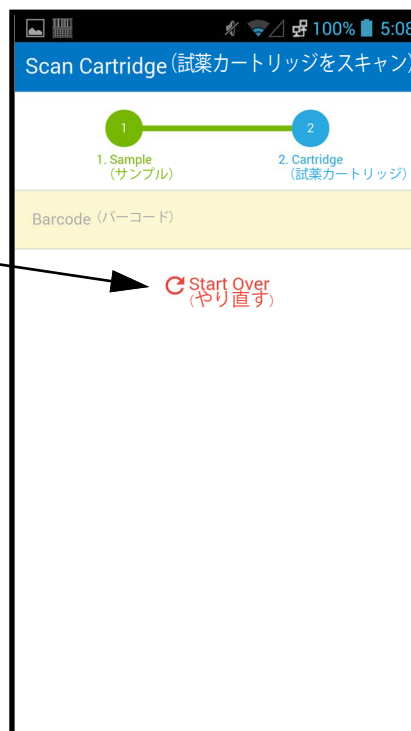 100% 5:08
Scan Cartridge (試薬カートリッジをスキャン)
1 2
1. Sample 2. Cartridge
(サンプル) (試薬カートリッジ)
Barcode (バーコード)
Start Over
(やり直す)